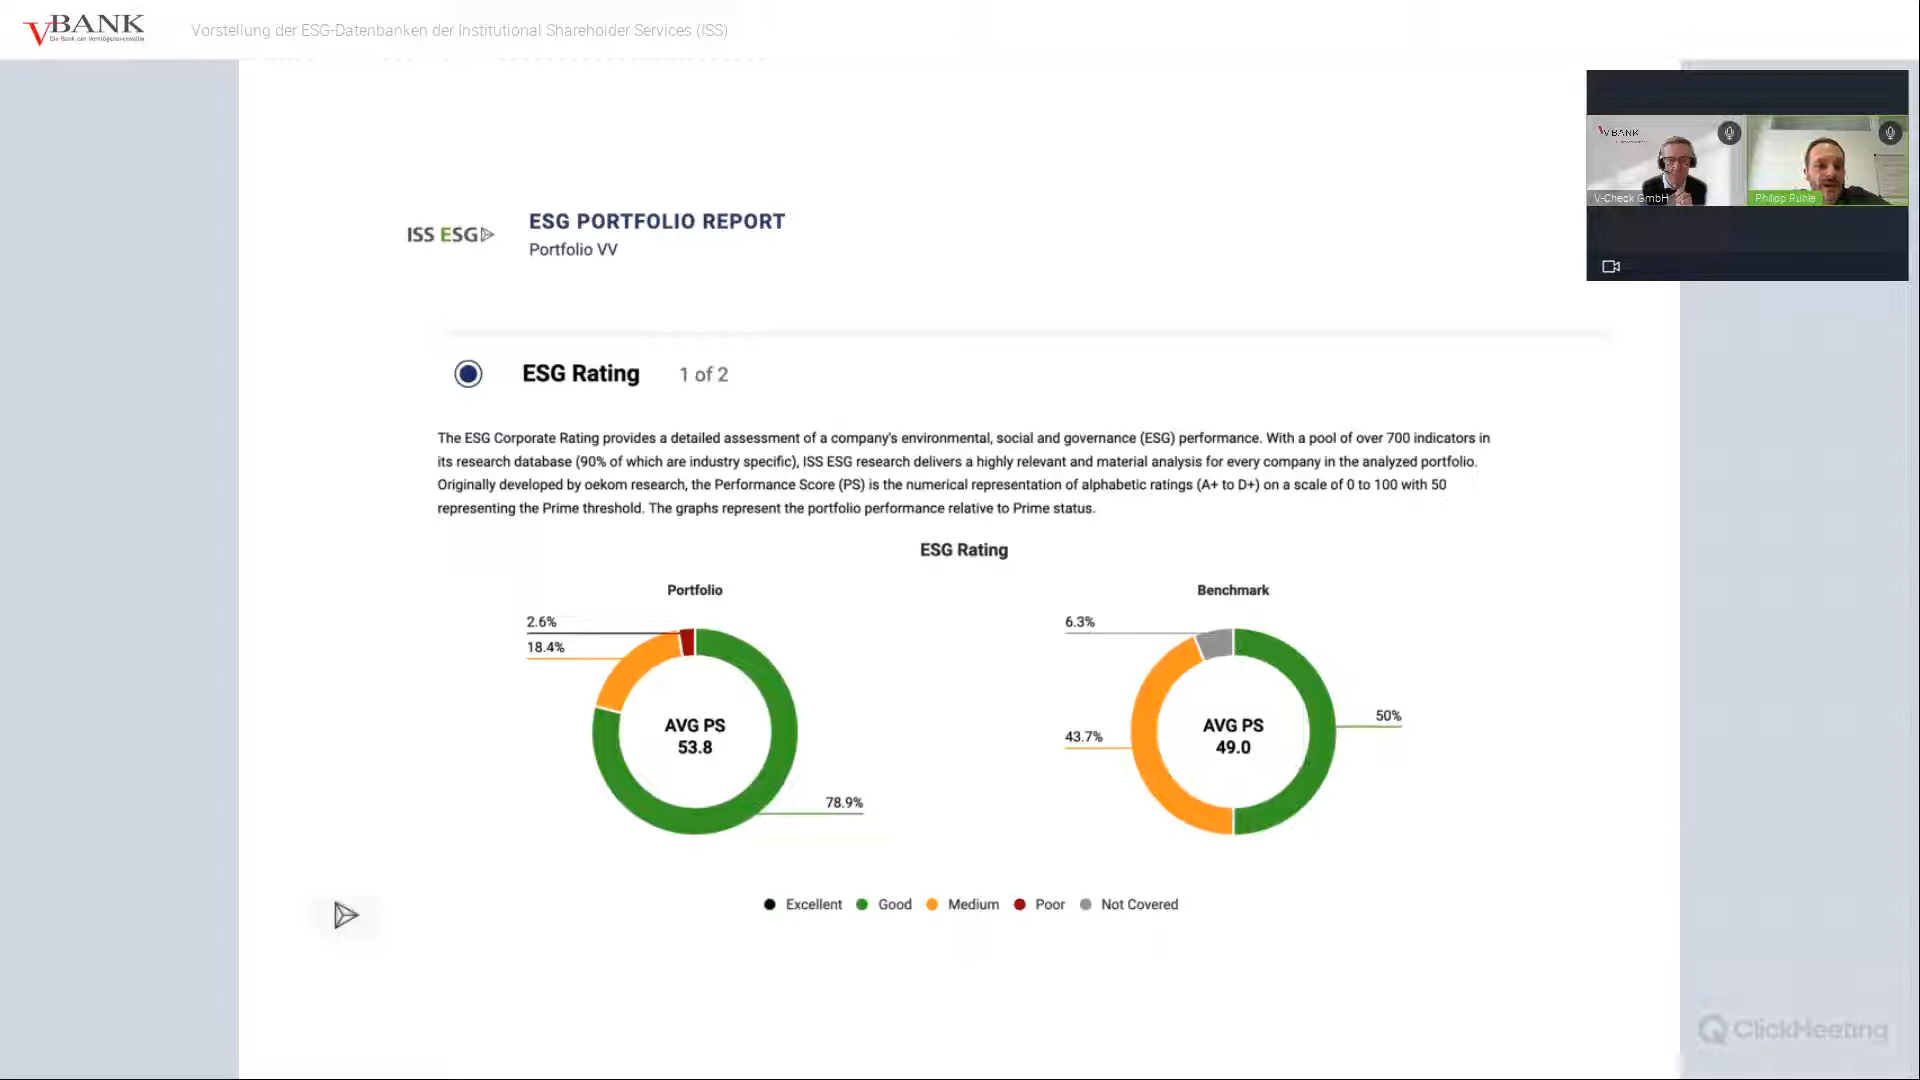 VBANK
Die Bank der Vermögensverwalter
Vorstellung der ESG-Datenbanken der Institutional Shareholder Services (ISS)
VBANK
V-Check GmbH
Philipp Rühle
ISS ESG
ESG PORTFOLIO REPORT
Portfolio VV
ESG Rating 1 of 2
The ESG Corporate Rating provides a detailed assessment of a company's environmental, social and governance (ESG) performance. With a pool of over 700 indicators in
its research database (90% of which are industry specific), ISS ESG research delivers a highly relevant and material analysis for every company in the analyzed portfolio.
Originally developed by oekom research, the Performance Score (PS) is the numerical representation of alphabetic ratings (A+ to D+) on a scale of 0 to 100 with 50
representing the Prime threshold. The graphs represent the portfolio performance relative to Prime status.
ESG Rating
Portfolio
2.6%
18.4%
AVG PS
53.8
78.9%
Benchmark
6.3%
43.7%
AVG PS
49.0
50%
Excellent Good Medium Poor Not Covered
ClickMeeting